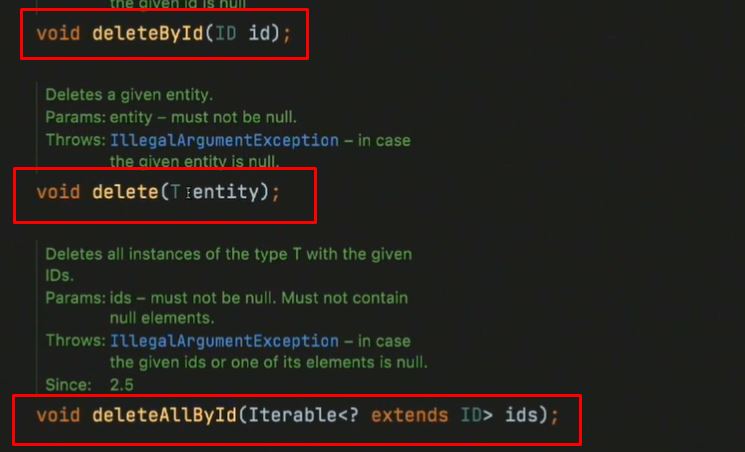 the given id is null
void deleteById(ID id);
Deletes a given entity.
Params: entity – must not be null.
Throws: IllegalArgumentException – in case
the given entity is null.
void delete(T entity);
Deletes all instances of the type T with the given
IDs.
Params: ids – must not be null. Must not contain
null elements.
Throws: IllegalArgumentException – in case
the given ids or one of its elements is null.
Since: 2.5
void deleteAllById(Iterable<? extends ID> ids);